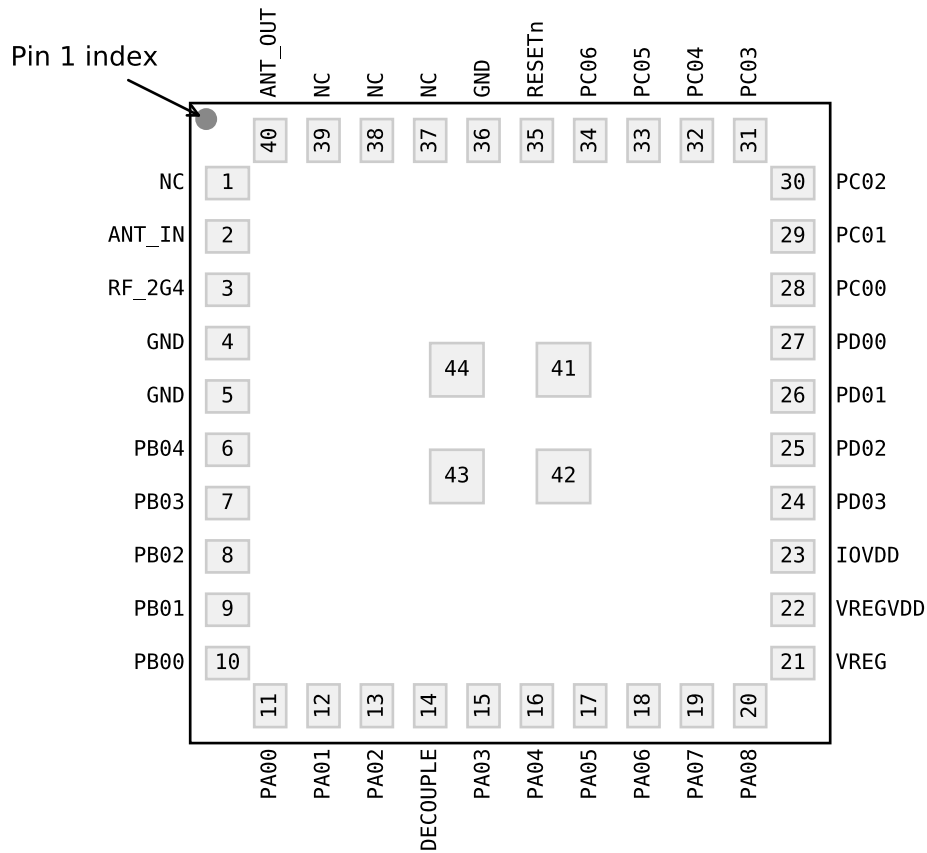 Pin 1 index
ANT_OUT NC NC NC GND RESETn PC06 PC05 PC04 PC03
40 39 38 37 36 35 34 33 32 31
NC 1 30 PC02
ANT_IN 2 29 PC01
RF_2G4 3 28 PC00
GND 4 27 PD00
44 41
GND 5 26 PD01
PB04 6 25 PD02
43 42
PB03 7 24 PD03
PB02 8 23 IOVDD
PB01 9 22 VREGVDD
PB00 10 21 VREG
11 12 13 14 15 16 17 18 19 20
PA00 PA01 PA02 DECOUPLE PA03 PA04 PA05 PA06 PA07 PA08